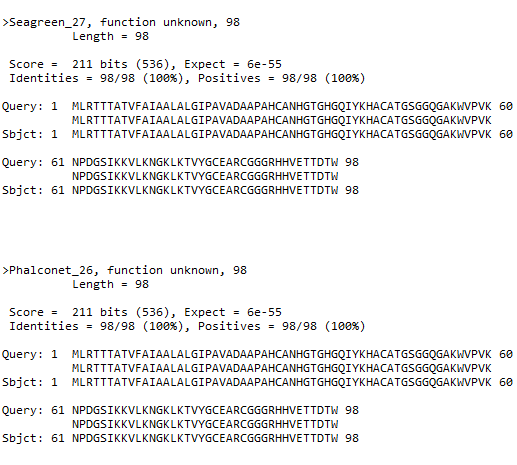 >Seagreen_27, function unknown, 98
Length = 98
Score = 211 bits (536), Expect = 6e-55
Identities = 98/98 (100%), Positives = 98/98 (100%)
Query: 1 MLRTTTATVFAIAALALGIPAVADAAPAHCANHGTGHGQIYKHACATGSGGQGAKWVPVK 60
MLRTTTATVFAIAALALGIPAVADAAPAHCANHGTGHGQIYKHACATGSGGQGAKWVPVK
Sbjct: 1 MLRTTTATVFAIAALALGIPAVADAAPAHCANHGTGHGQIYKHACATGSGGQGAKWVPVK 60
Query: 61 NPDGSIKKVLKNGKLKTVYGCEARCGGGRHHVETTDTW 98
NPDGSIKKVLKNGKLKTVYGCEARCGGGRHHVETTDTW
Sbjct: 61 NPDGSIKKVLKNGKLKTVYGCEARCGGGRHHVETTDTW 98
>Phalconet_26, function unknown, 98
Length = 98
Score = 211 bits (536), Expect = 6e-55
Identities = 98/98 (100%), Positives = 98/98 (100%)
Query: 1 MLRTTTATVFAIAALALGIPAVADAAPAHCANHGTGHGQIYKHACATGSGGQGAKWVPVK 60
MLRTTTATVFAIAALALGIPAVADAAPAHCANHGTGHGQIYKHACATGSGGQGAKWVPVK
Sbjct: 1 MLRTTTATVFAIAALALGIPAVADAAPAHCANHGTGHGQIYKHACATGSGGQGAKWVPVK 60
Query: 61 NPDGSIKKVLKNGKLKTVYGCEARCGGGRHHVETTDTW 98
NPDGSIKKVLKNGKLKTVYGCEARCGGGRHHVETTDTW
Sbjct: 61 NPDGSIKKVLKNGKLKTVYGCEARCGGGRHHVETTDTW 98